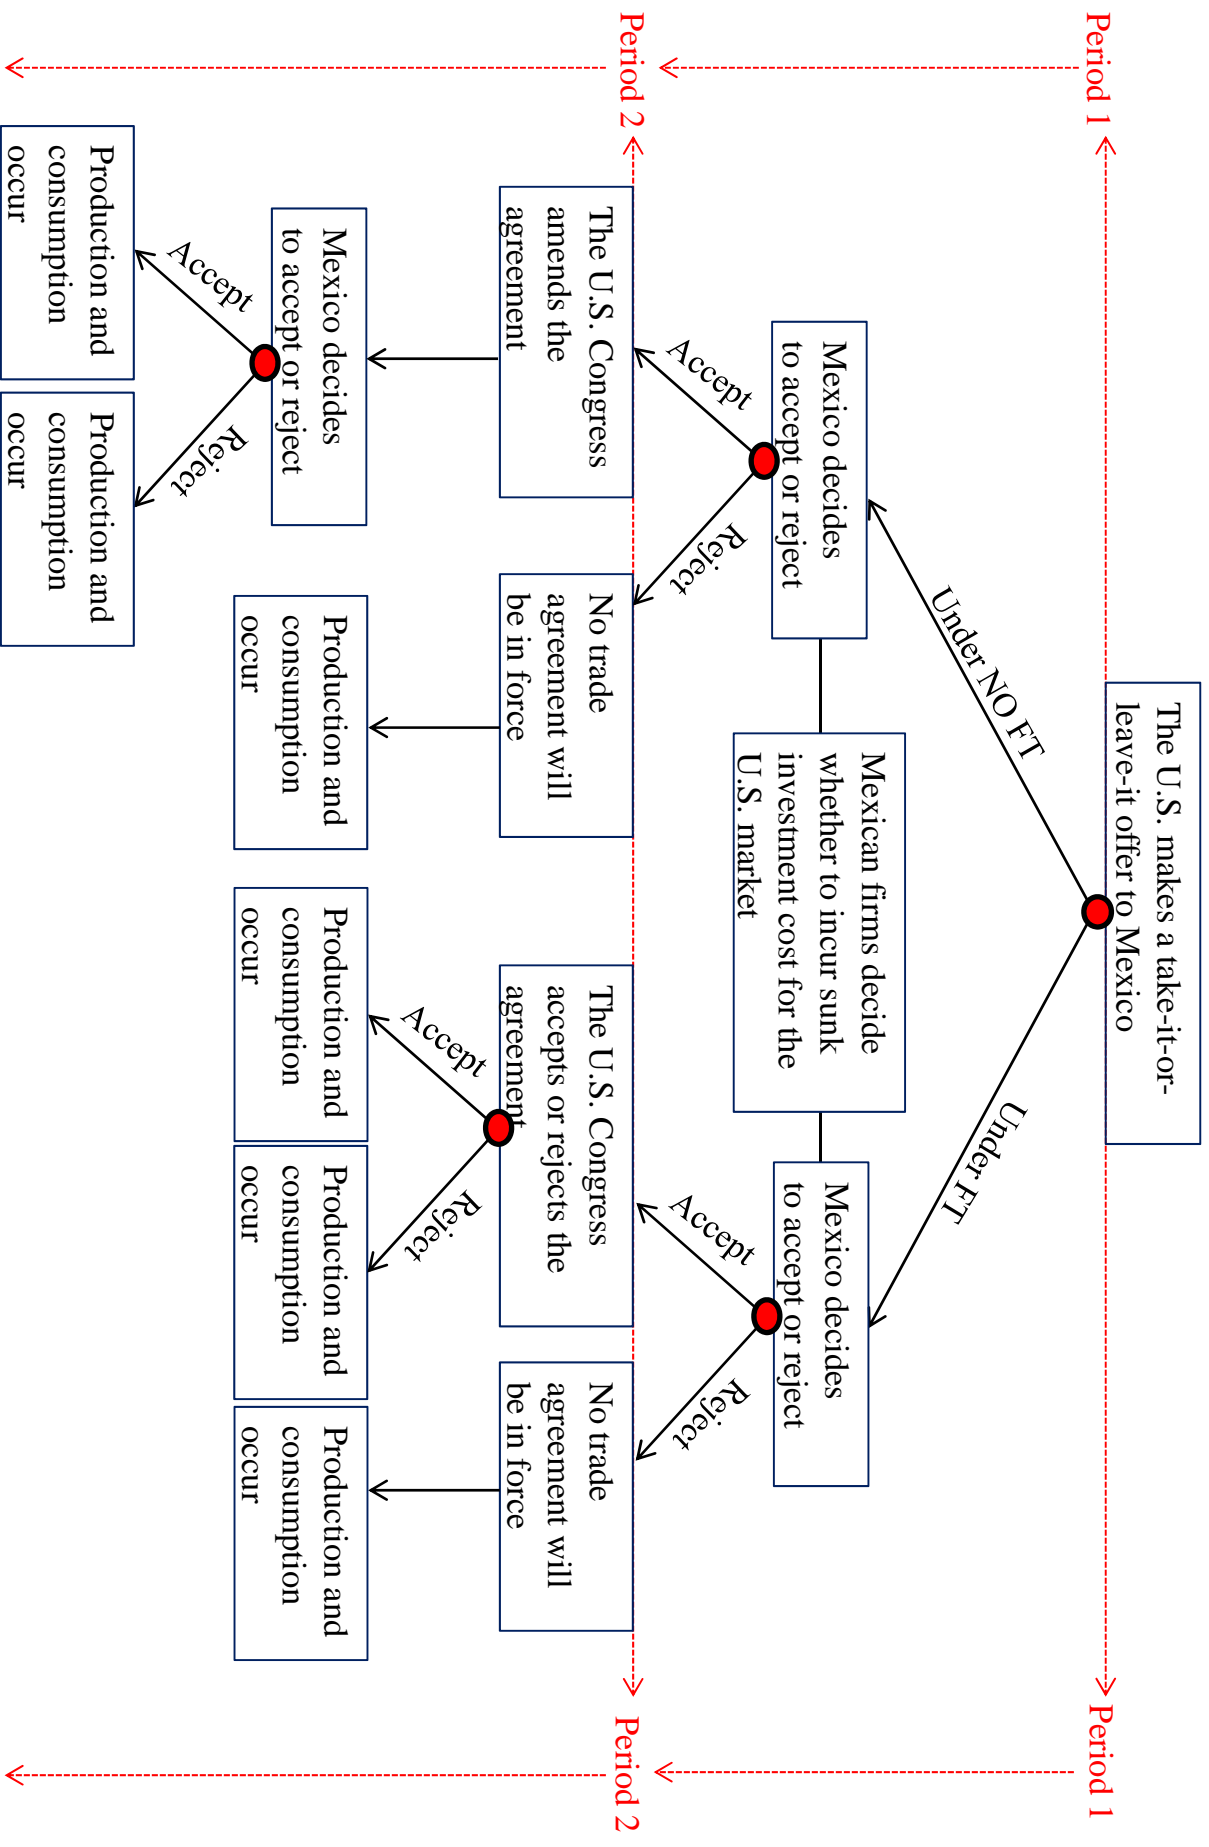 The U.S. makes a take-it-or-
leave-it offer to Mexico
Period 1
Period 1
Under NO FT
Under FT
Mexico decides
to accept or reject
Mexican firms decide
whether to incur sunk
investment cost for the
U.S. market
Mexico decides
to accept or reject
Accept
Reject
Accept
Reject
Period 2
Period 2
The U.S. Congress
amends the
agreement
No trade
agreement will
be in force
The U.S. Congress
accepts or rejects the
agreement
No trade
agreement will
be in force
Accept
Reject
Mexico decides
to accept or reject
Production and
consumption
occur
Production and
consumption
occur
Production and
consumption
occur
Production and
consumption
occur
Accept
Reject
Production and
consumption
occur
Production and
consumption
occur